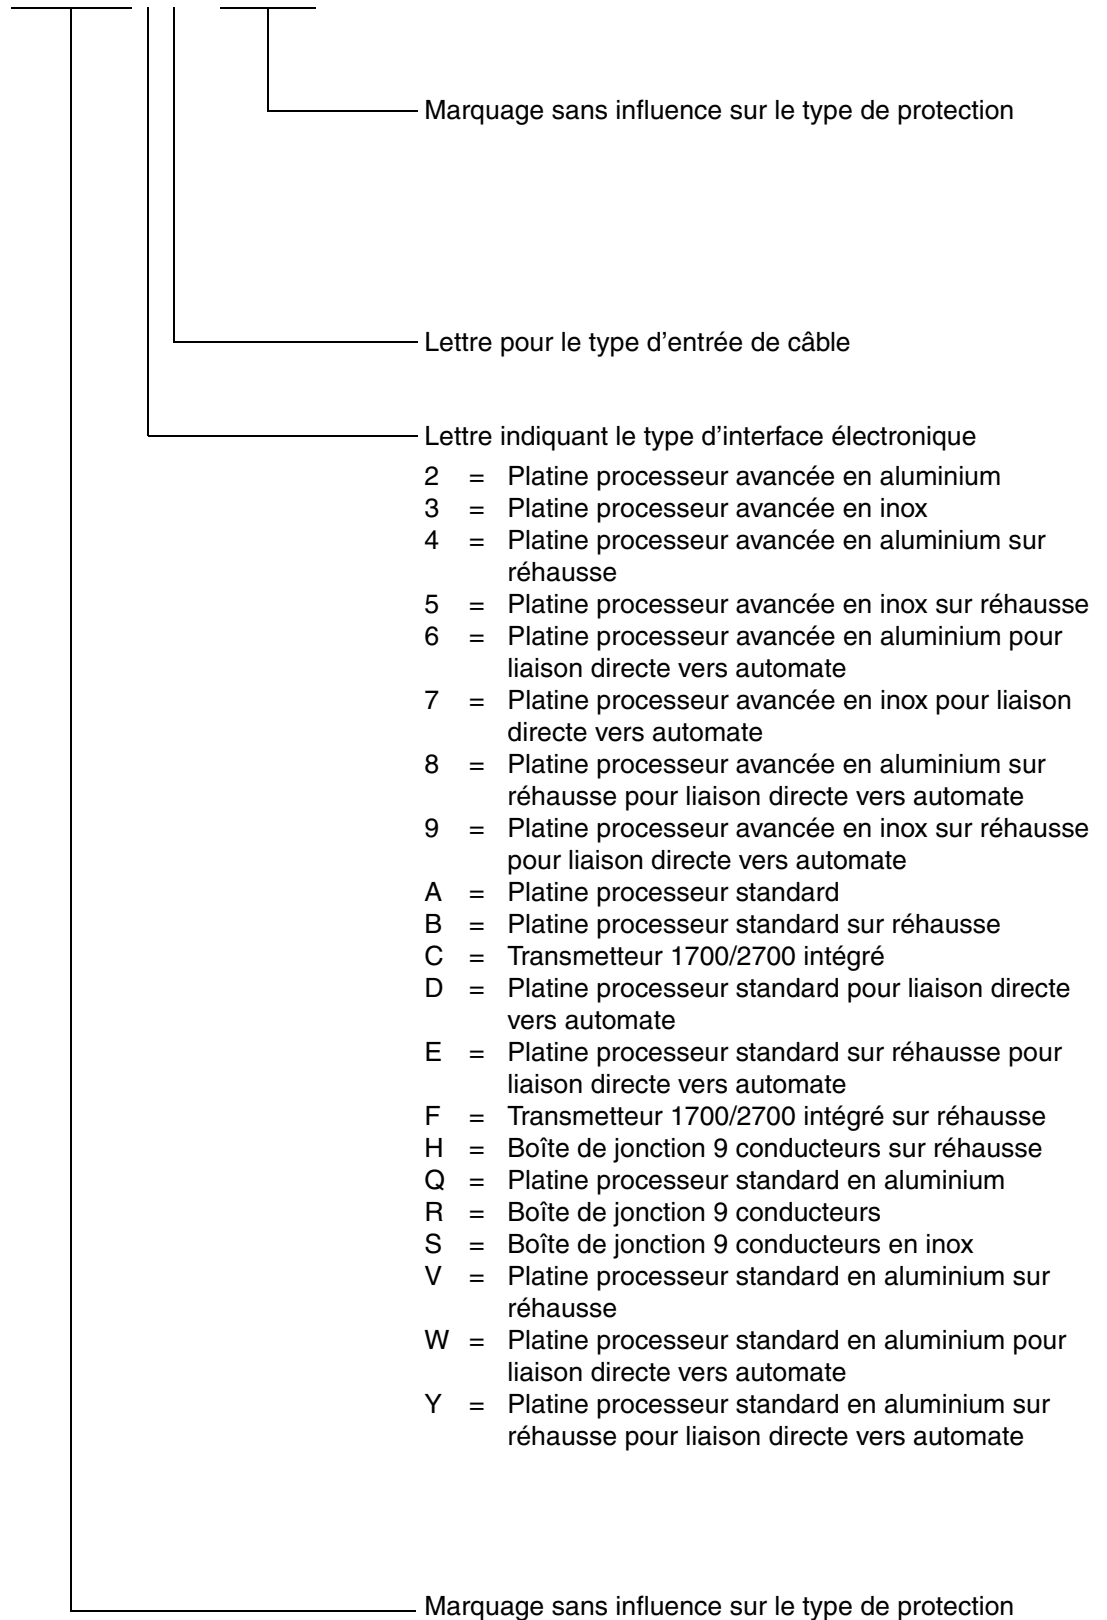 Marquage sans influence sur le type de protection
Lettre pour le type d'entrée de câble
Lettre indiquant le type d'interface électronique
2 = Platine processeur avancée en aluminium
3 = Platine processeur avancée en inox
4 = Platine processeur avancée en aluminium sur
réhausse
5 = Platine processeur avancée en inox sur réhausse
6 = Platine processeur avancée en aluminium pour
liaison directe vers automate
7 = Platine processeur avancée en inox pour liaison
directe vers automate
8 = Platine processeur avancée en aluminium sur
réhausse pour liaison directe vers automate
9 = Platine processeur avancée en inox sur réhausse
pour liaison directe vers automate
A = Platine processeur standard
B = Platine processeur standard sur réhausse
C = Transmetteur 1700/2700 intégré
D = Platine processeur standard pour liaison directe
vers automate
E = Platine processeur standard sur réhausse pour
liaison directe vers automate
F = Transmetteur 1700/2700 intégré sur réhausse
H = Boîte de jonction 9 conducteurs sur réhausse
Q = Platine processeur standard en aluminium
R = Boîte de jonction 9 conducteurs
S = Boîte de jonction 9 conducteurs en inox
V = Platine processeur standard en aluminium sur
réhausse
W = Platine processeur standard en aluminium pour
liaison directe vers automate
Y = Platine processeur standard en aluminium sur
réhausse pour liaison directe vers automate
Marquage sans influence sur le type de protection